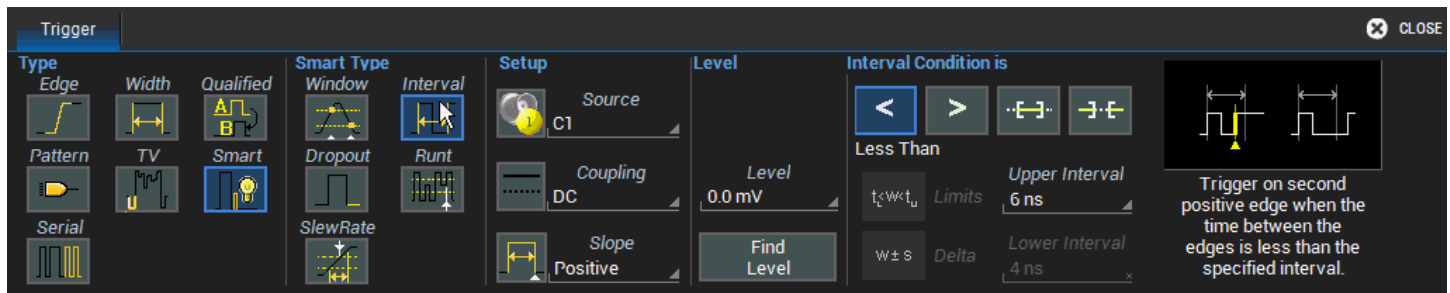 Trigger
CLOSE
Type
Edge
Width
Qualified
A
B
Pattern
TV
Smart
U
Serial
Smart Type
Window
Interval
Dropout
Runt
SlewRate
Setup
Source
1
C1
Coupling
DC
Slope
Positive
Level
Level
0.0 mV
Find
Level
Interval Condition is
<
>
Less Than
tL<w<tu
Limits
Upper Interval
6 ns
w±s
Delta
Lower Interval
4 ns
Trigger on second
positive edge when the
time between the
edges is less than the
specified interval.